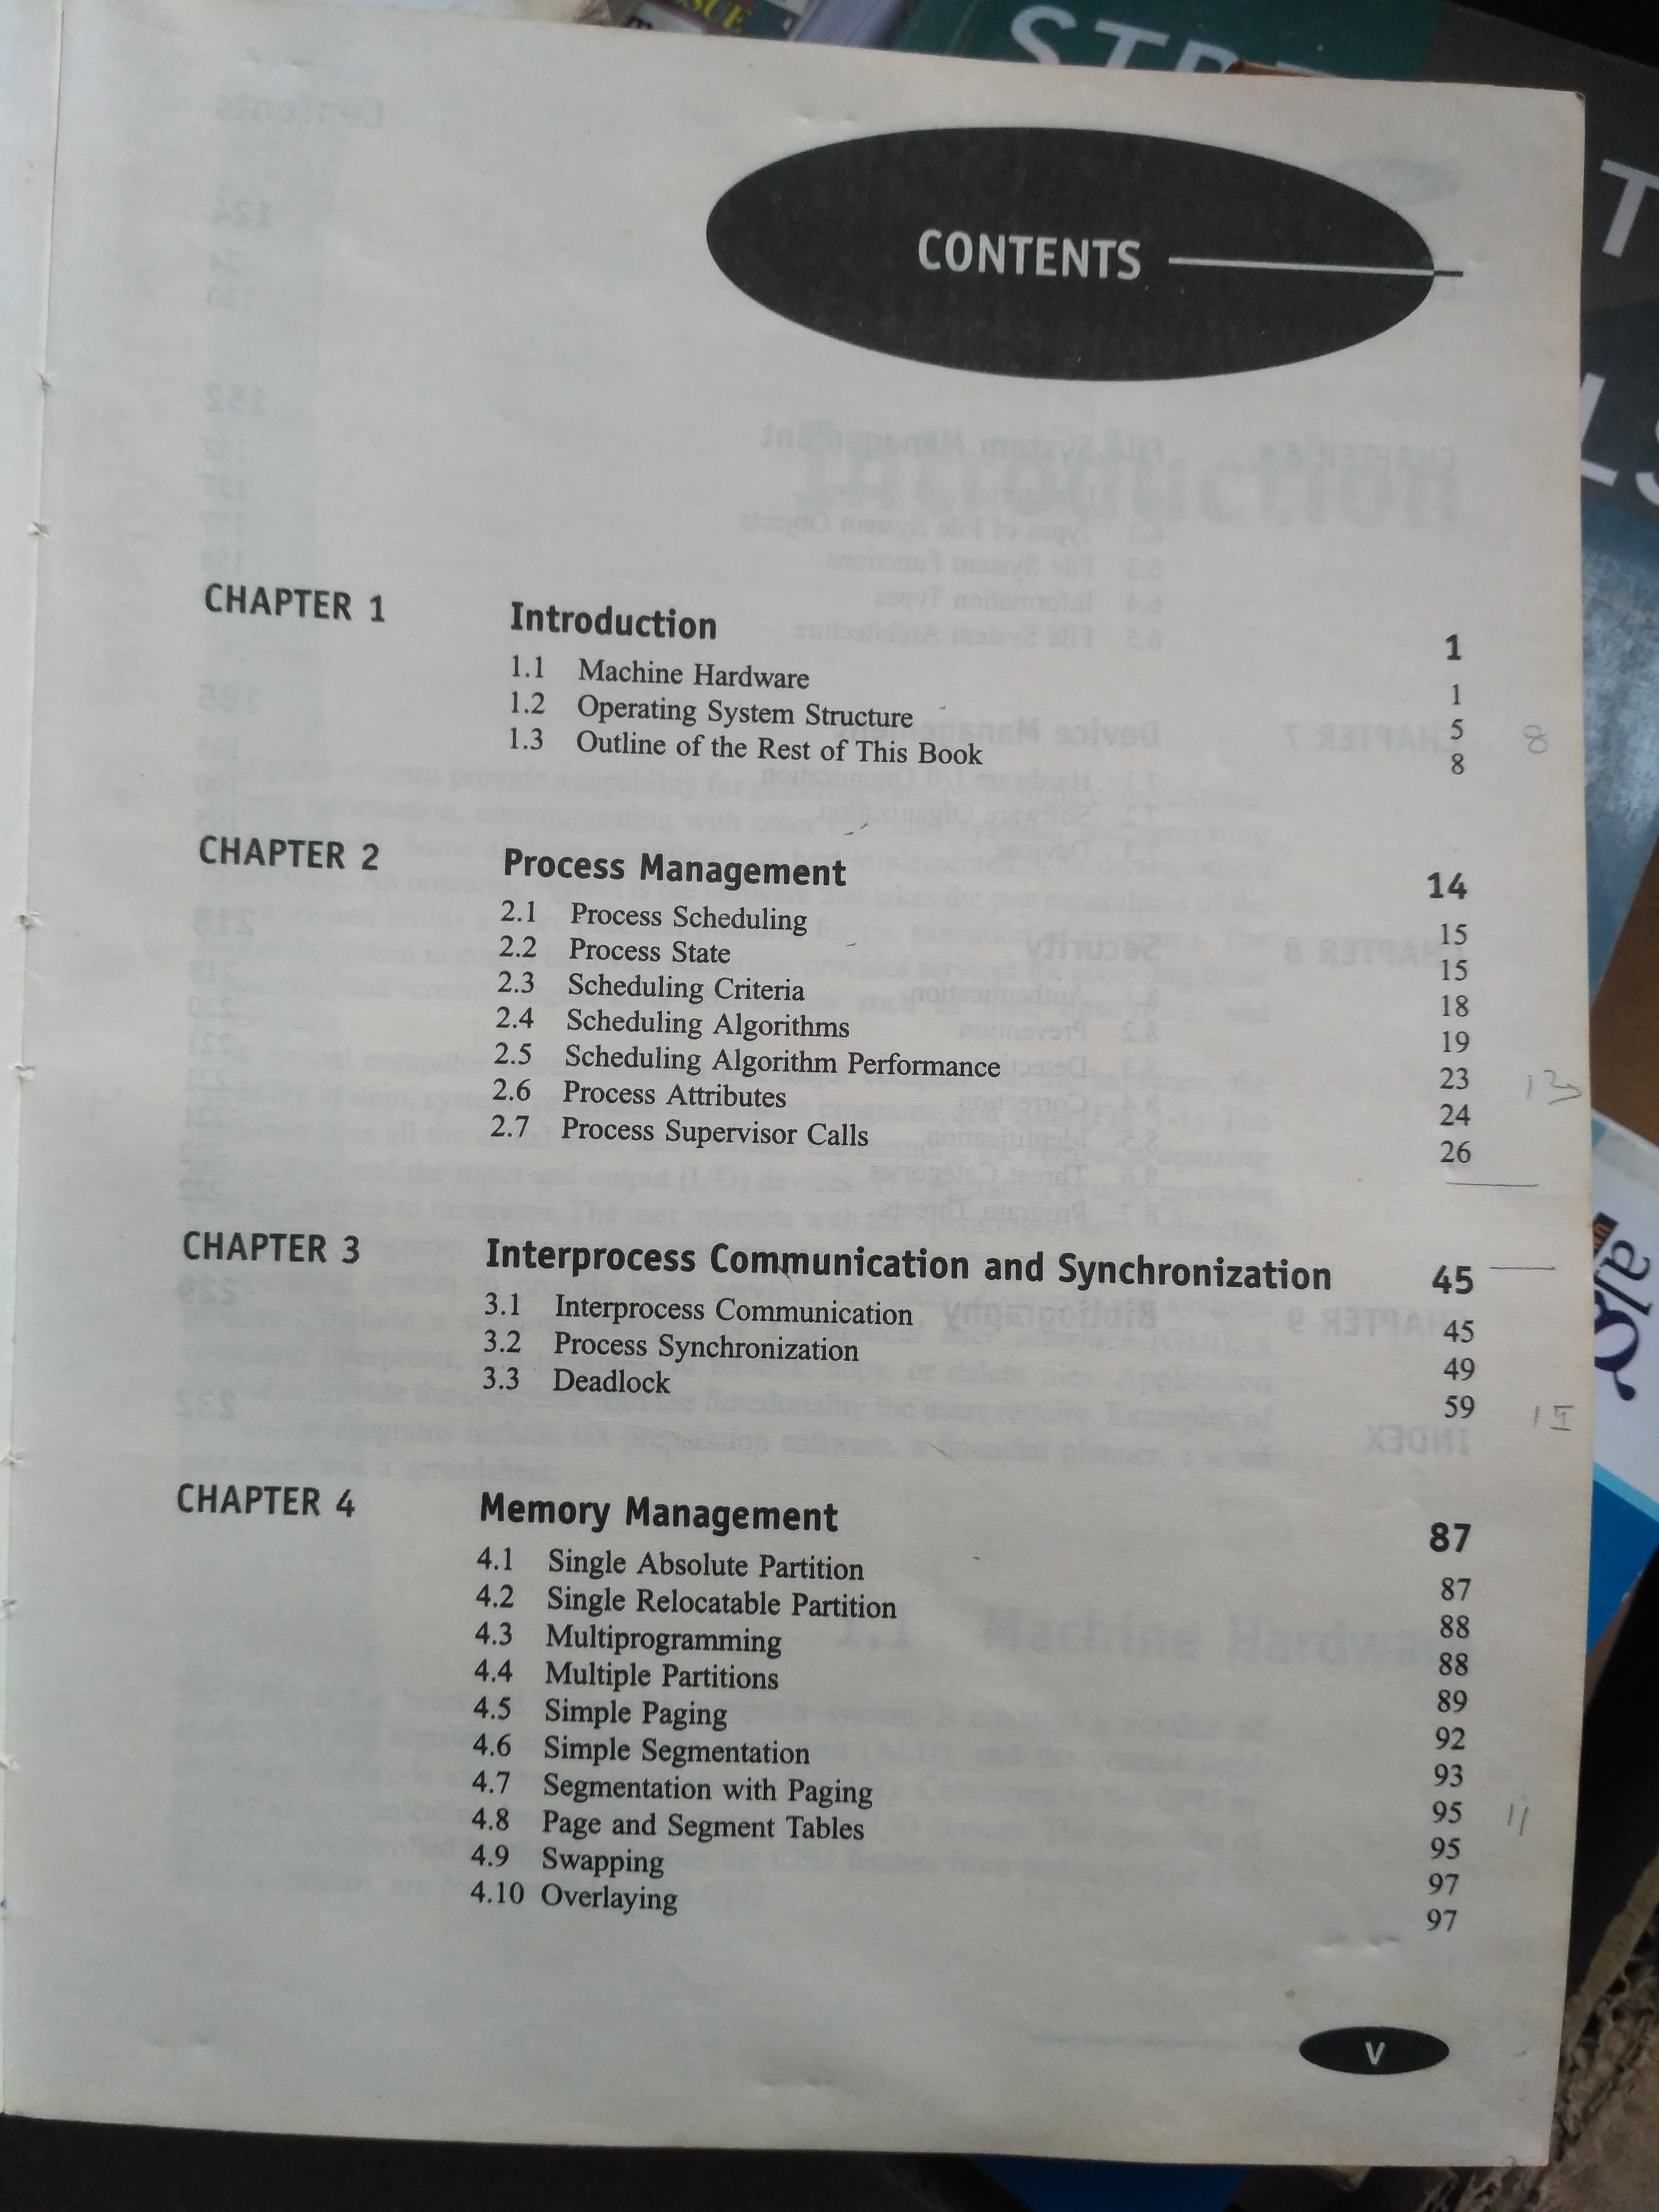 STR
CONTENTS
CHAPTER 1 Introduction 1
1.1 Machine Hardware 1
1.2 Operating System Structure 5
1.3 Outline of the Rest of This Book 8
8
CHAPTER 2 Process Management 14
2.1 Process Scheduling 15
2.2 Process State 15
2.3 Scheduling Criteria 18
2.4 Scheduling Algorithms 19
2.5 Scheduling Algorithm Performance 23
2.6 Process Attributes 24
2.7 Process Supervisor Calls 26
13
CHAPTER 3 Interprocess Communication and Synchronization 45
3.1 Interprocess Communication 45
3.2 Process Synchronization 49
3.3 Deadlock 59
CHAPTER 4 Memory Management 87
4.1 Single Absolute Partition 87
4.2 Single Relocatable Partition 88
4.3 Multiprogramming 88
4.4 Multiple Partitions 89
4.5 Simple Paging 92
4.6 Simple Segmentation 93
4.7 Segmentation with Paging 95
4.8 Page and Segment Tables 95
4.9 Swapping 97
4.10 Overlaying 97
11
V